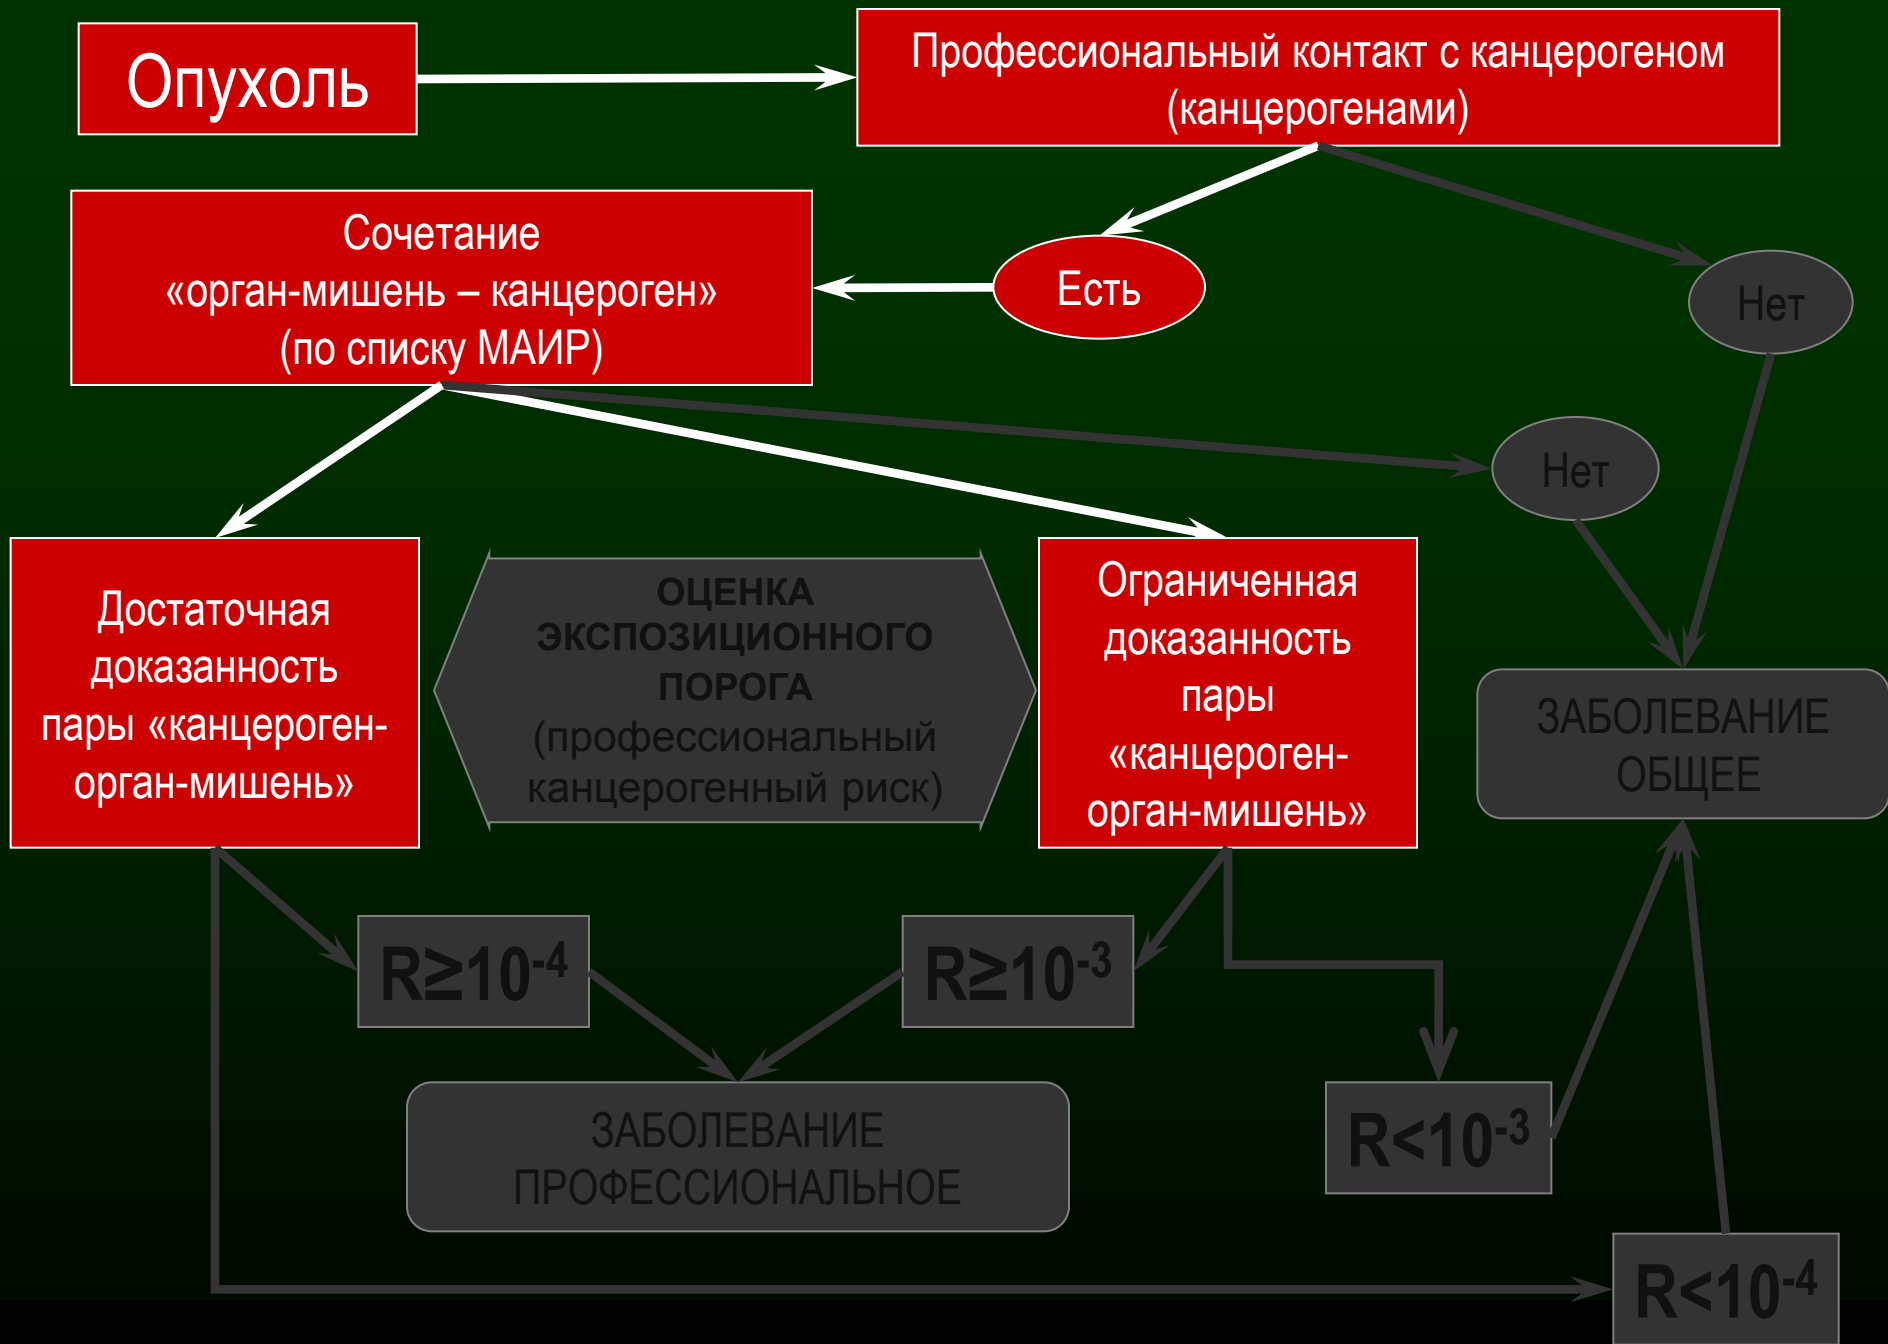 Опухоль
Профессиональный контакт с канцерогеном
(канцерогенами)
Сочетание
«орган-мишень – канцероген»
(по списку МАИР)
Есть
Нет
Нет
Достаточная
доказанность
пары «канцероген-
орган-мишень»
ОЦЕНКА
ЭКСПОЗИЦИОННОГО
ПОРОГА
(профессиональный
канцерогенный риск)
Ограниченная
доказанность
пары
«канцероген-
орган-мишень»
ЗАБОЛЕВАНИЕ
ОБЩЕЕ
R≥10⁻⁴
R≥10⁻³
ЗАБОЛЕВАНИЕ
ПРОФЕССИОНАЛЬНОЕ
R<10⁻³
R<10⁻⁴